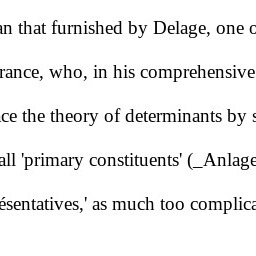 an that furnished by Delage, one o
rance, who, in his comprehensive
ce the theory of determinants by s
all 'primary constituents' (_Anlage
ésentatives,' as much too complica